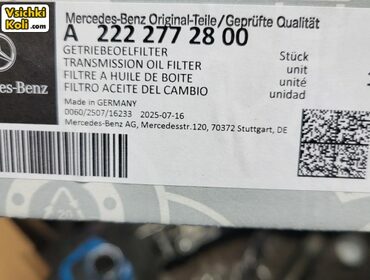 Vsichki
Koli.com
Mercedes-Benz Original-Teile/Geprüfte Qualität
A 222 277 28 00
GETRIEBEOELFILTER
TRANSMISSION OIL FILTER
FILTRE A HUILE DE BOITE
FILTRO ACEITE DEL CAMBIO
Stück
unit
unité
unidad
des-Benz
Made in GERMANY
0060/2507/16233 2025-07-16
Mercedes-Benz AG, Mercedesstr.120, 70372 Stuttgart, DE